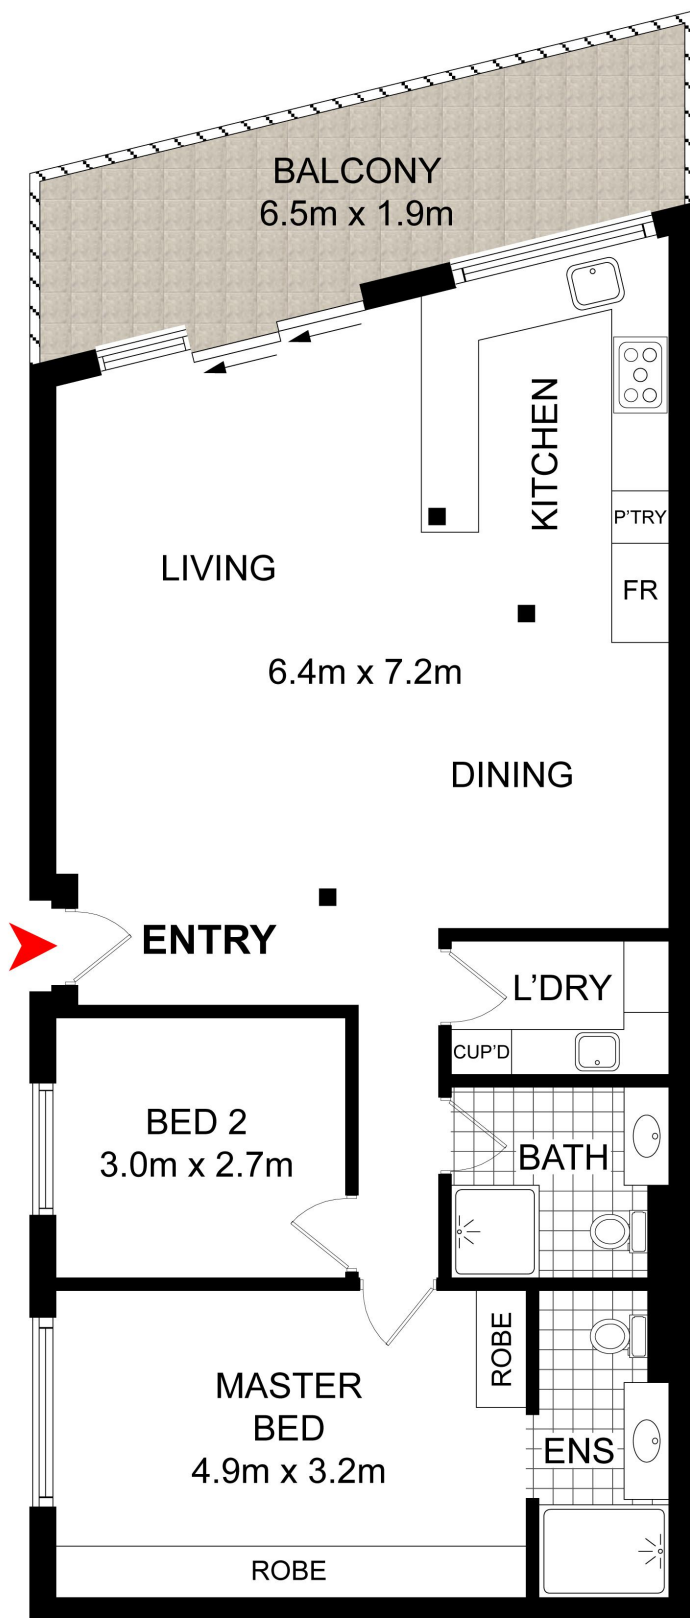 BALCONY
6.5m x 1.9m
KITCHEN
P'TRY
LIVING
FR
6.4m x 7.2m
DINING
ENTRY
L'DRY
CUP'D
BED 2
3.0m x 2.7m
BATH
ROBE
MASTER
BED
4.9m x 3.2m
ENS
ROBE